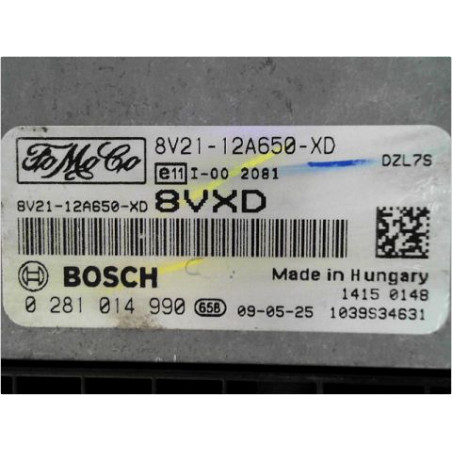 FoMoCo 8V21-12A650-XD
e11 I-00 2081 DZL7S
8V21-12A650-XD 8VXD
BOSCH Made in Hungary
1415 0148
0 281 014 990 658 09-05-25 1039S34631